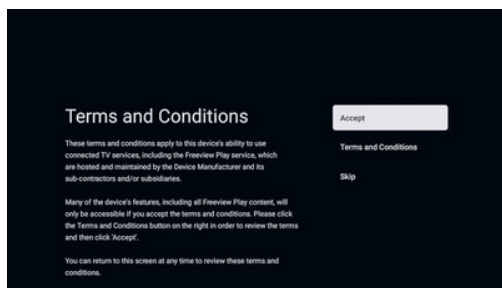 Terms and Conditions
These terms and conditions apply to this device's ability to use
connected TV services, including the Freeview Play service, which
are hosted and maintained by the Device Manufacturer and its
sub-contractors and/or subsidiaries.
Many of the device's features, including all Freeview Play content, will
only be accessible if you accept the terms and conditions. Please click
the Terms and Conditions button on the right in order to review the terms
and then click 'Accept'.
You can return to this screen at any time to review these terms and
conditions.
Accept
Terms and Conditions
Skip